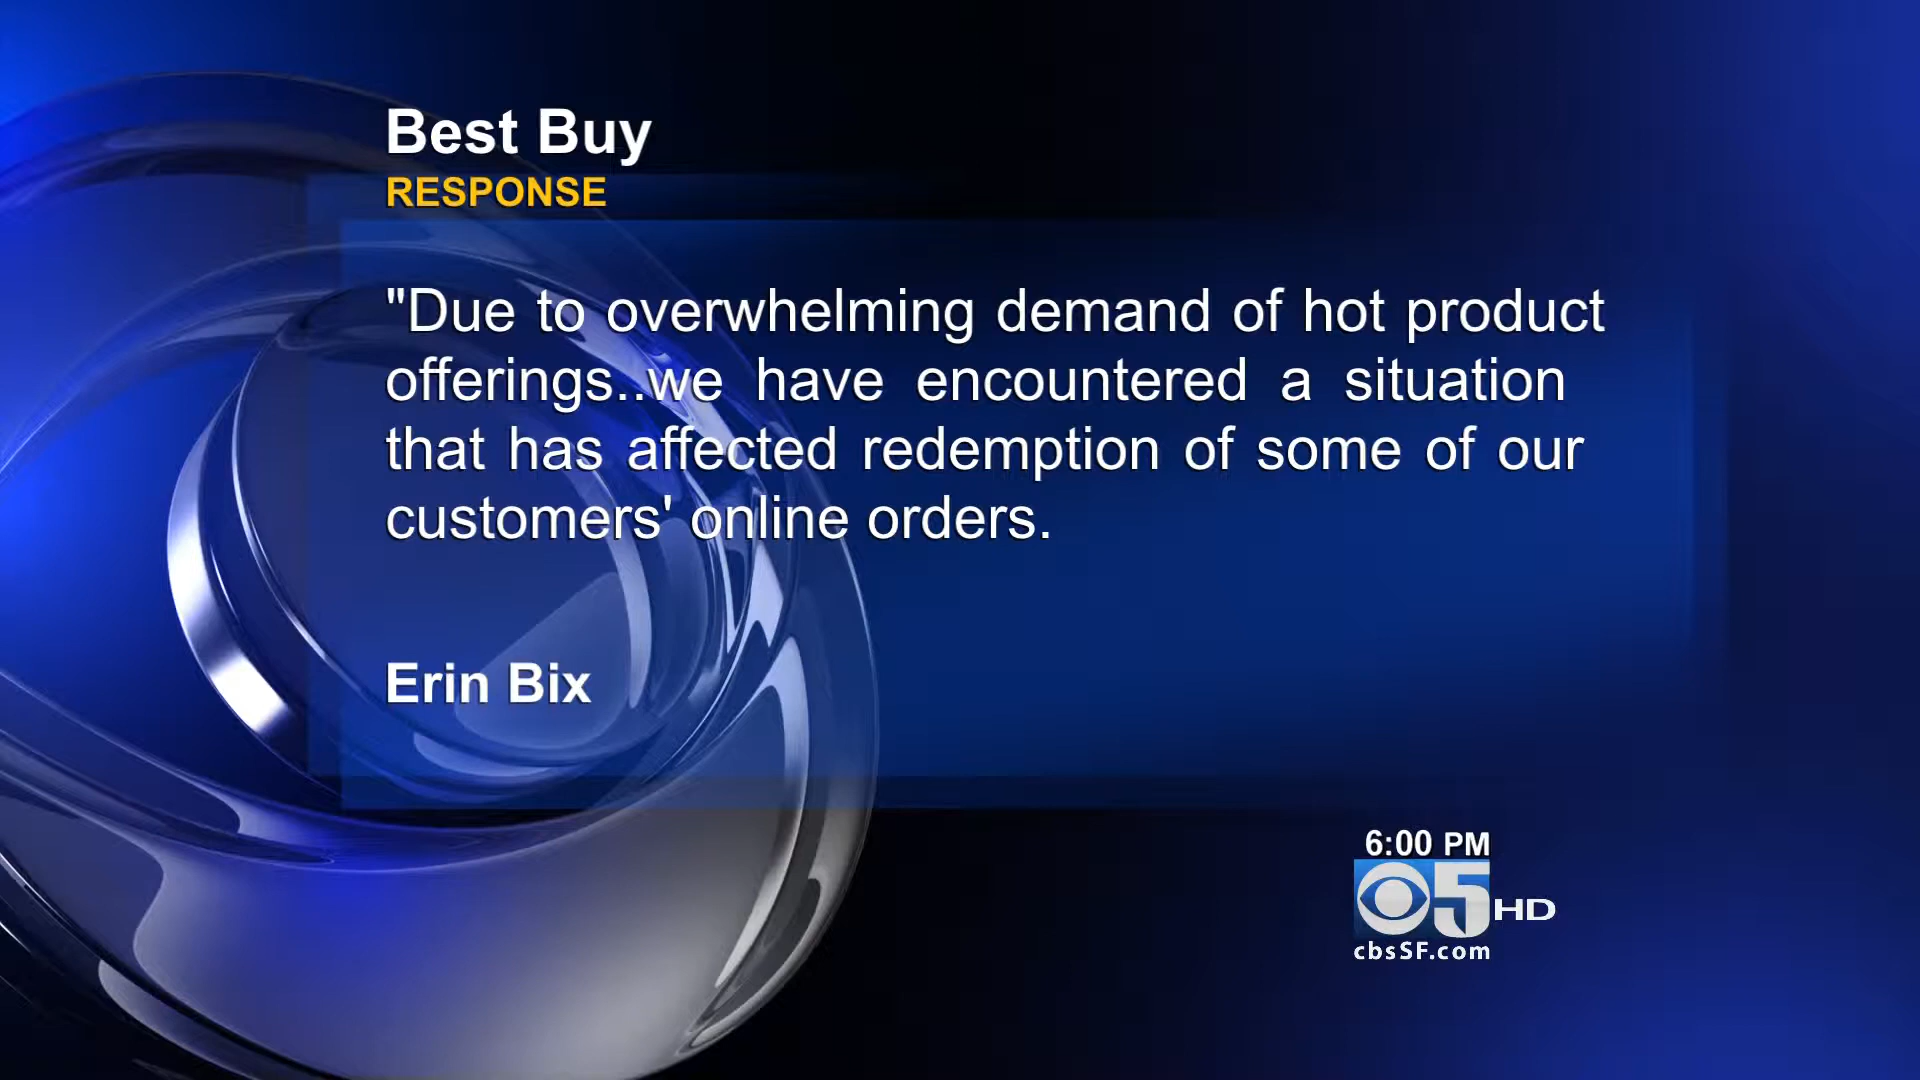 Best Buy
RESPONSE
"Due to overwhelming demand of hot product
offerings..we have encountered a situation
that has affected redemption of some of our
customers' online orders.
Erin Bix
6:00 PM
5 HD
cbsSF.com